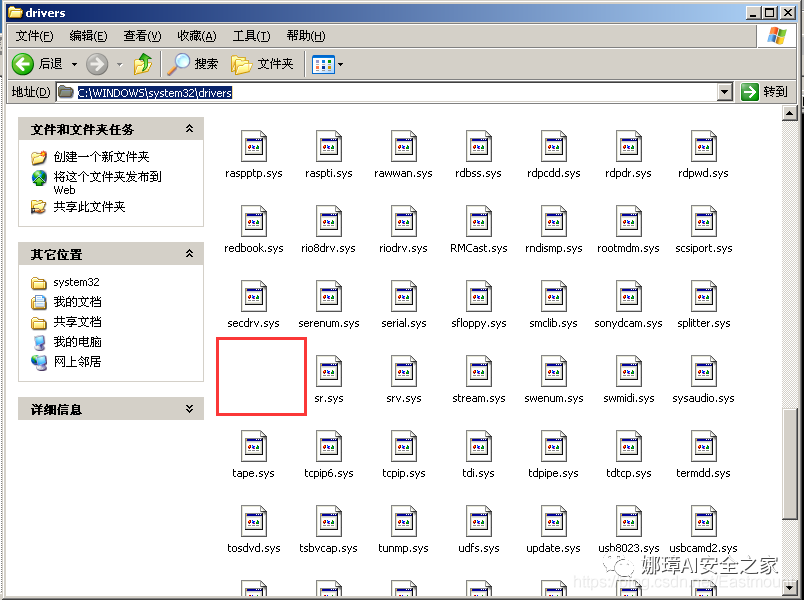 drivers
文件(F) 编辑(E) 查看(V) 收藏(A) 工具(T) 帮助(H)
后退 搜索 文件夹
地址(D) C:\WINDOWS\system32\drivers 转到
文件和文件夹任务
创建一个新文件夹
将这个文件夹发布到
Web
共享此文件夹
其它位置
system32
我的文档
共享文档
我的电脑
网上邻居
详细信息
raspptp.sys raspti.sys rawwan.sys rdbss.sys rdpcdd.sys rdpdr.sys rdpwd.sys
redbook.sys rio8drv.sys riodrv.sys RMCast.sys rndismp.sys rootmdm.sys scsiport.sys
secdrv.sys serenum.sys serial.sys sfloppy.sys smclib.sys sonydcam.sys splitter.sys
sr.sys srv.sys stream.sys swenum.sys swmidi.sys sysaudio.sys
tape.sys tcpip6.sys tcpip.sys tdi.sys tdpipe.sys tdtcp.sys termdd.sys
tosdvd.sys tsbvcap.sys tunmp.sys udfs.sys update.sys usb8023.sys usbcamd2.sys
娜璋AI安全之家
https://blog.csdn.net/Eastmount